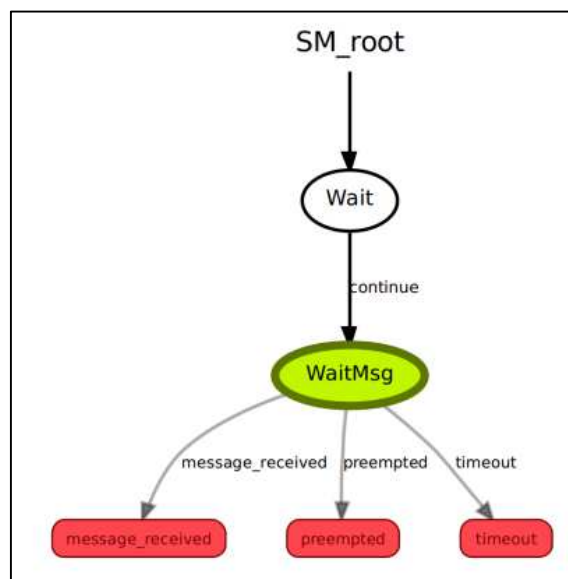 SM_root
Wait
continue
WaitMsg
message_received preempted timeout
message_received preempted timeout